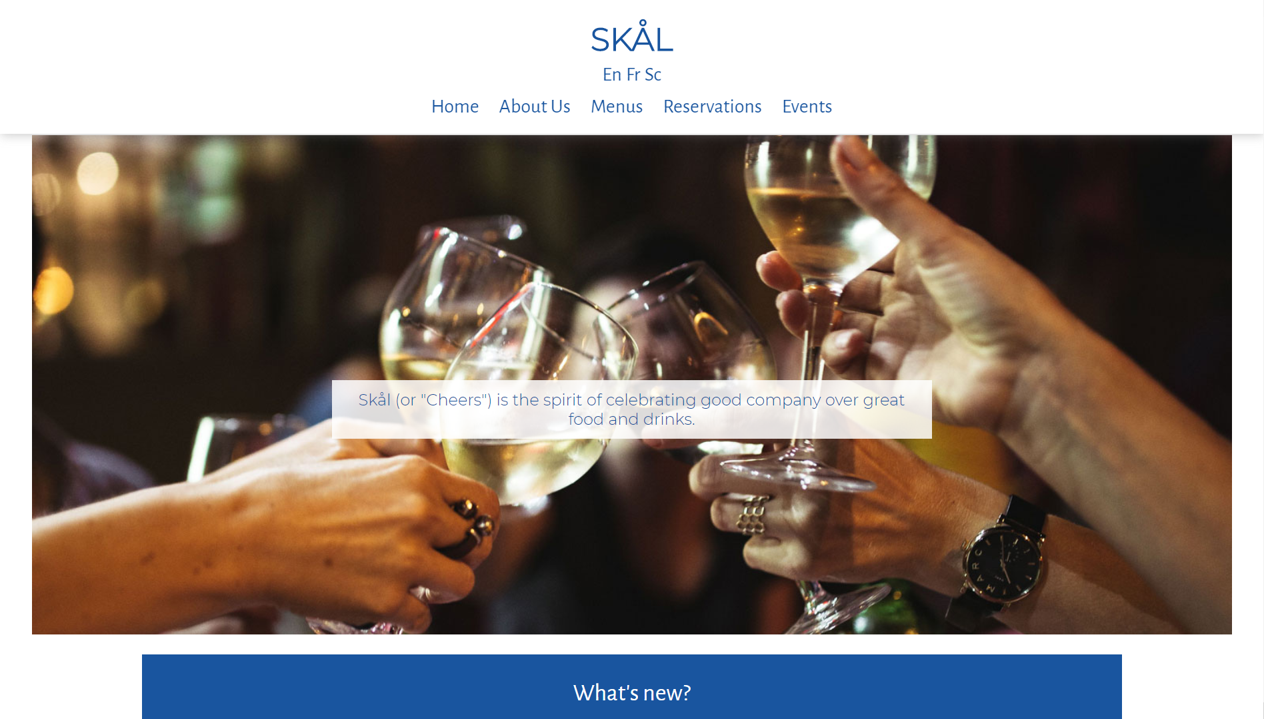 SKÅL
En Fr Sc
Home About Us Menus Reservations Events
Skål (or "Cheers") is the spirit of celebrating good company over great
food and drinks.
MARC
What's new?